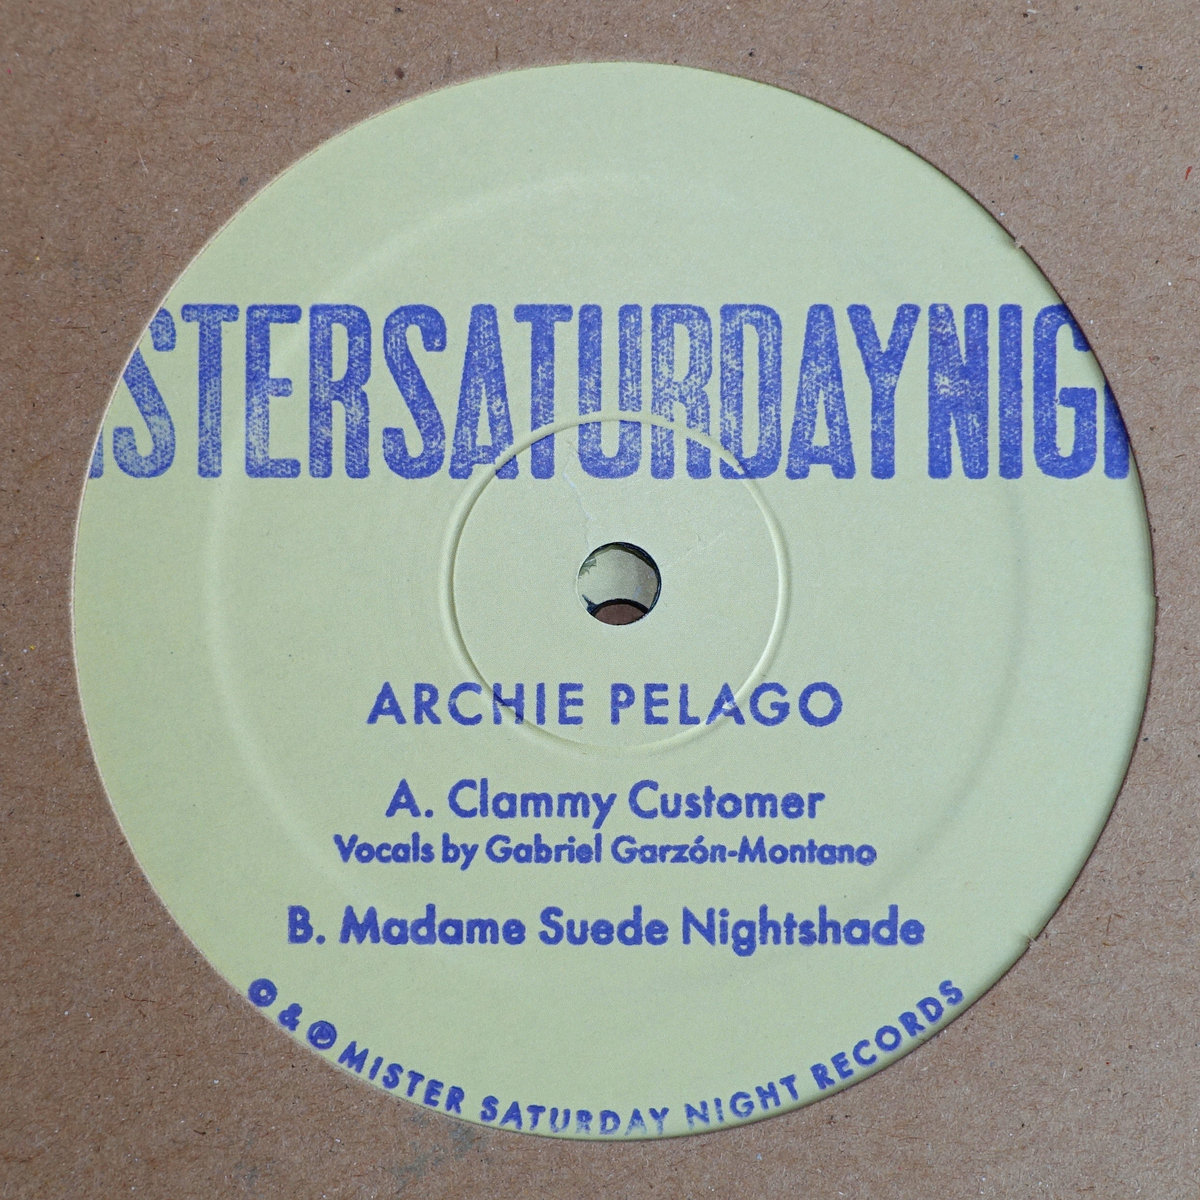 ISTERSATURDAYNIG
ARCHIE PELAGO
A. Clammy Customer
Vocals by Gabriel Garzón-Montano
B. Madame Suede Nightshade
© & ℗ MISTER SATURDAY NIGHT RECORDS